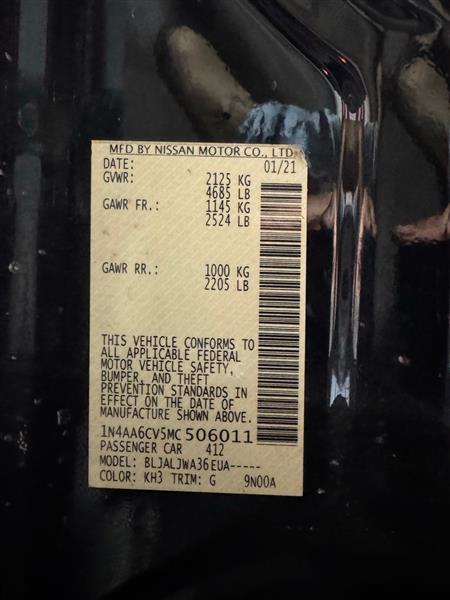 MFD BY NISSAN MOTOR CO., LTD
DATE: 01/21
GVWR: 2125 KG
4685 LB
GAWR FR.: 1145 KG
2524 LB
GAWR RR.: 1000 KG
2205 LB
THIS VEHICLE CONFORMS TO
ALL APPLICABLE FEDERAL
MOTOR VEHICLE SAFETY,
BUMPER, AND THEFT
PREVENTION STANDARDS IN
EFFECT ON THE DATE OF
MANUFACTURE SHOWN ABOVE.
1N4AA6CV5MC506011
PASSENGER CAR 412
MODEL: BLJALJWA36EUA-----
COLOR: KH3 TRIM: G 9N00A